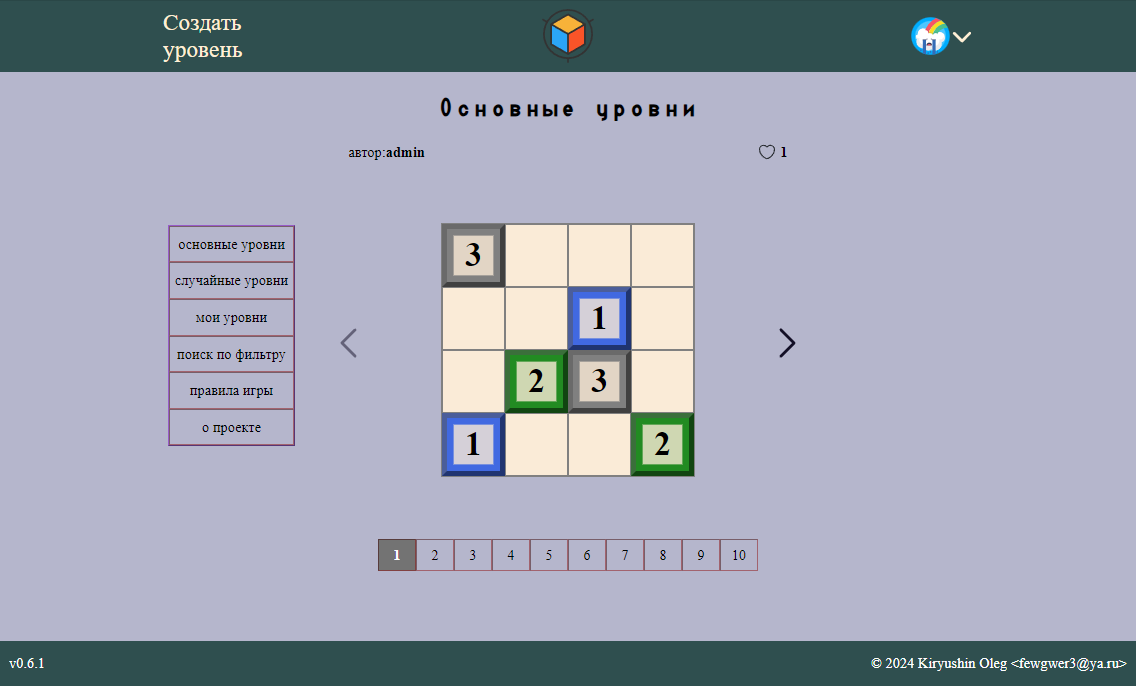 Создать
уровень
Основные уровни
автор:admin
1
основные уровни
случайные уровни
мои уровни
поиск по фильтру
правила игры
о проекте
3
1
2 3
1 2
1 2 3 4 5 6 7 8 9 10
v0.6.1
© 2024 Kiryushin Oleg <fewgwer3@ya.ru>